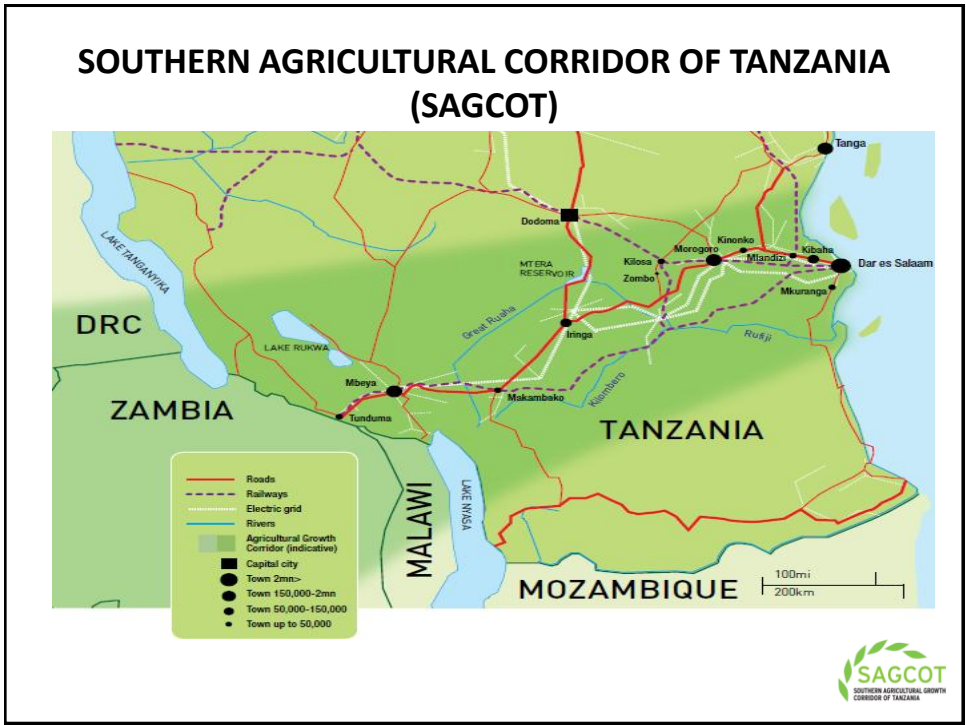 SOUTHERN AGRICULTURAL CORRIDOR OF TANZANIA
(SAGCOT)
Tanga
Dodoma
Kinonko
Morogoro
Kibaha
Mlandizi
Dar es Salaam
Kilosa
Zombo
MTERA
RESERVOIR
Mkuranga
LAKE TANGANYIKA
Great Ruaha
Iringa
Rufiji
DRC
LAKE RUKWA
Mbeya
Makambako
Kilombero
Tunduma
ZAMBIA
TANZANIA
Roads
Railways
Electric grid
Rivers
Agricultural Growth
Corridor (indicative)
Capital city
Town 2mn>
Town 150,000-2mn
Town 50,000-150,000
Town up to 50,000
MALAWI
LAKE NYASA
MOZAMBIQUE
100mi
200km
SAGCOT
SOUTHERN AGRICULTURAL GROWTH
CORRIDOR OF TANZANIA